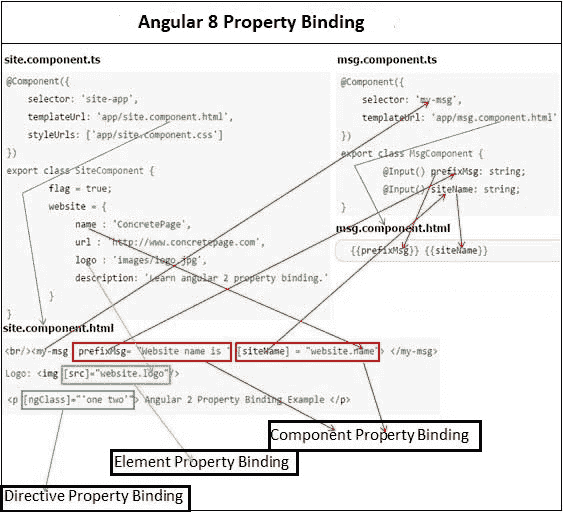 Angular 8 Property Binding
site.component.ts
@Component({
selector: 'site-app',
templateUrl: 'app/site.component.html',
styleUrls: ['app/site.component.css']
})
export class SiteComponent {
flag = true;
website = {
name : 'ConcretePage',
url : 'http://www.concretepage.com',
logo : 'images/logo.jpg',
description: 'Learn angular 2 property binding.'
}
}
msg.component.ts
@Component({
selector: 'my-msg',
templateUrl: 'app/msg.component.html'
})
export class MsgComponent {
@Input() prefixMsg: string;
@Input() siteName: string;
}
msg.component.html
{{prefixMsg}} {{siteName}}
site.component.html
<br/><my-msg prefixMsg= "Website name is " [siteName] = "website.name"> </my-msg>
Logo: <img [src]="website.logo"/>
<p [ngClass]="'one two'"> Angular 2 Property Binding Example </p>
Component Property Binding
Element Property Binding
Directive Property Binding